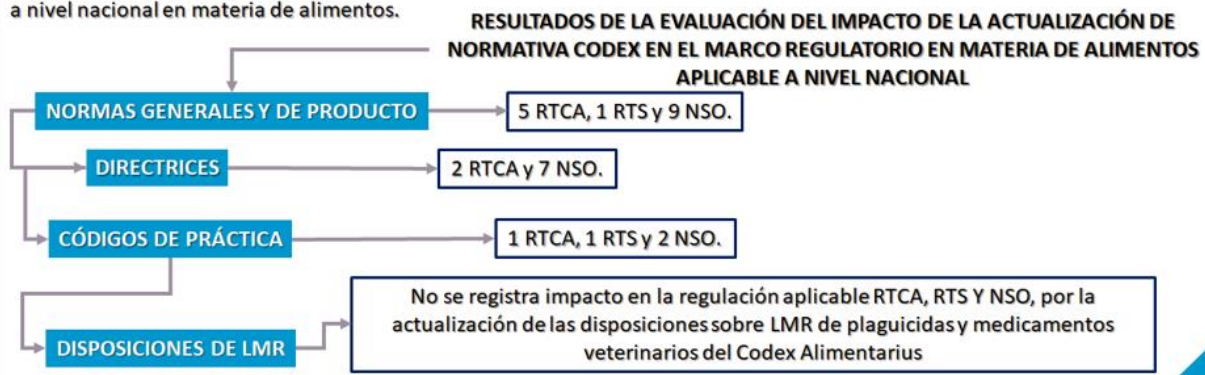 a nivel nacional en materia de alimentos.
RESULTADOS DE LA EVALUACIÓN DEL IMPACTO DE LA ACTUALIZACIÓN DE
NORMATIVA CODEX EN EL MARCO REGULATORIO EN MATERIA DE ALIMENTOS
APLICABLE A NIVEL NACIONAL
NORMAS GENERALES Y DE PRODUCTO
5 RTCA, 1 RTS y 9 NSO.
DIRECTRICES
2 RTCA y 7 NSO.
CÓDIGOS DE PRÁCTICA
1 RTCA, 1 RTS y 2 NSO.
DISPOSICIONES DE LMR
No se registra impacto en la regulación aplicable RTCA, RTS Y NSO, por la
actualización de las disposiciones sobre LMR de plaguicidas y medicamentos
veterinarios del Codex Alimentarius